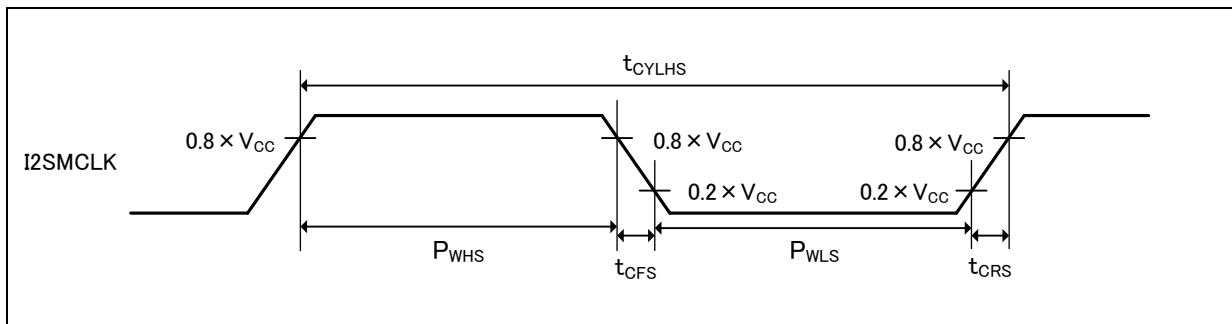 tCYLHS
0.8 × VCC
0.8 × VCC
0.8 × VCC
I2SMCLK
0.2 × VCC
0.2 × VCC
PWHS
tCFS
PWLS
tCRS